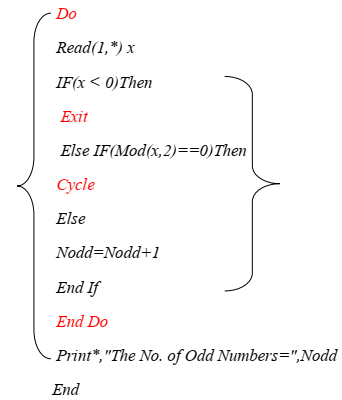 Do
Read(1,*) x
IF(x < 0)Then
Exit
Else IF(Mod(x,2)==0)Then
Cycle
Else
Nodd=Nodd+1
End If
End Do
Print*,"The No. of Odd Numbers=",Nodd
End